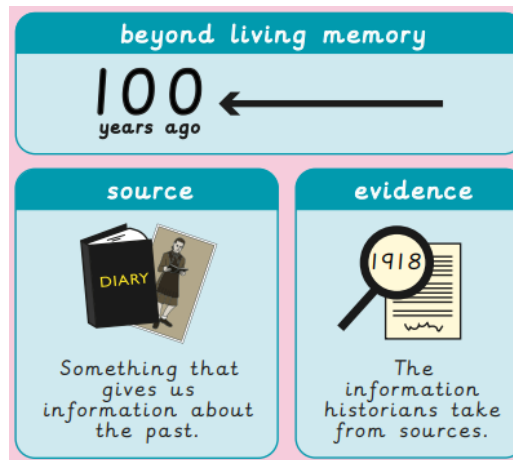 beyond living memory
100
years ago
source
DIARY
Something that
gives us
information about
the past.
evidence
1918
The
information
historians take
from sources.